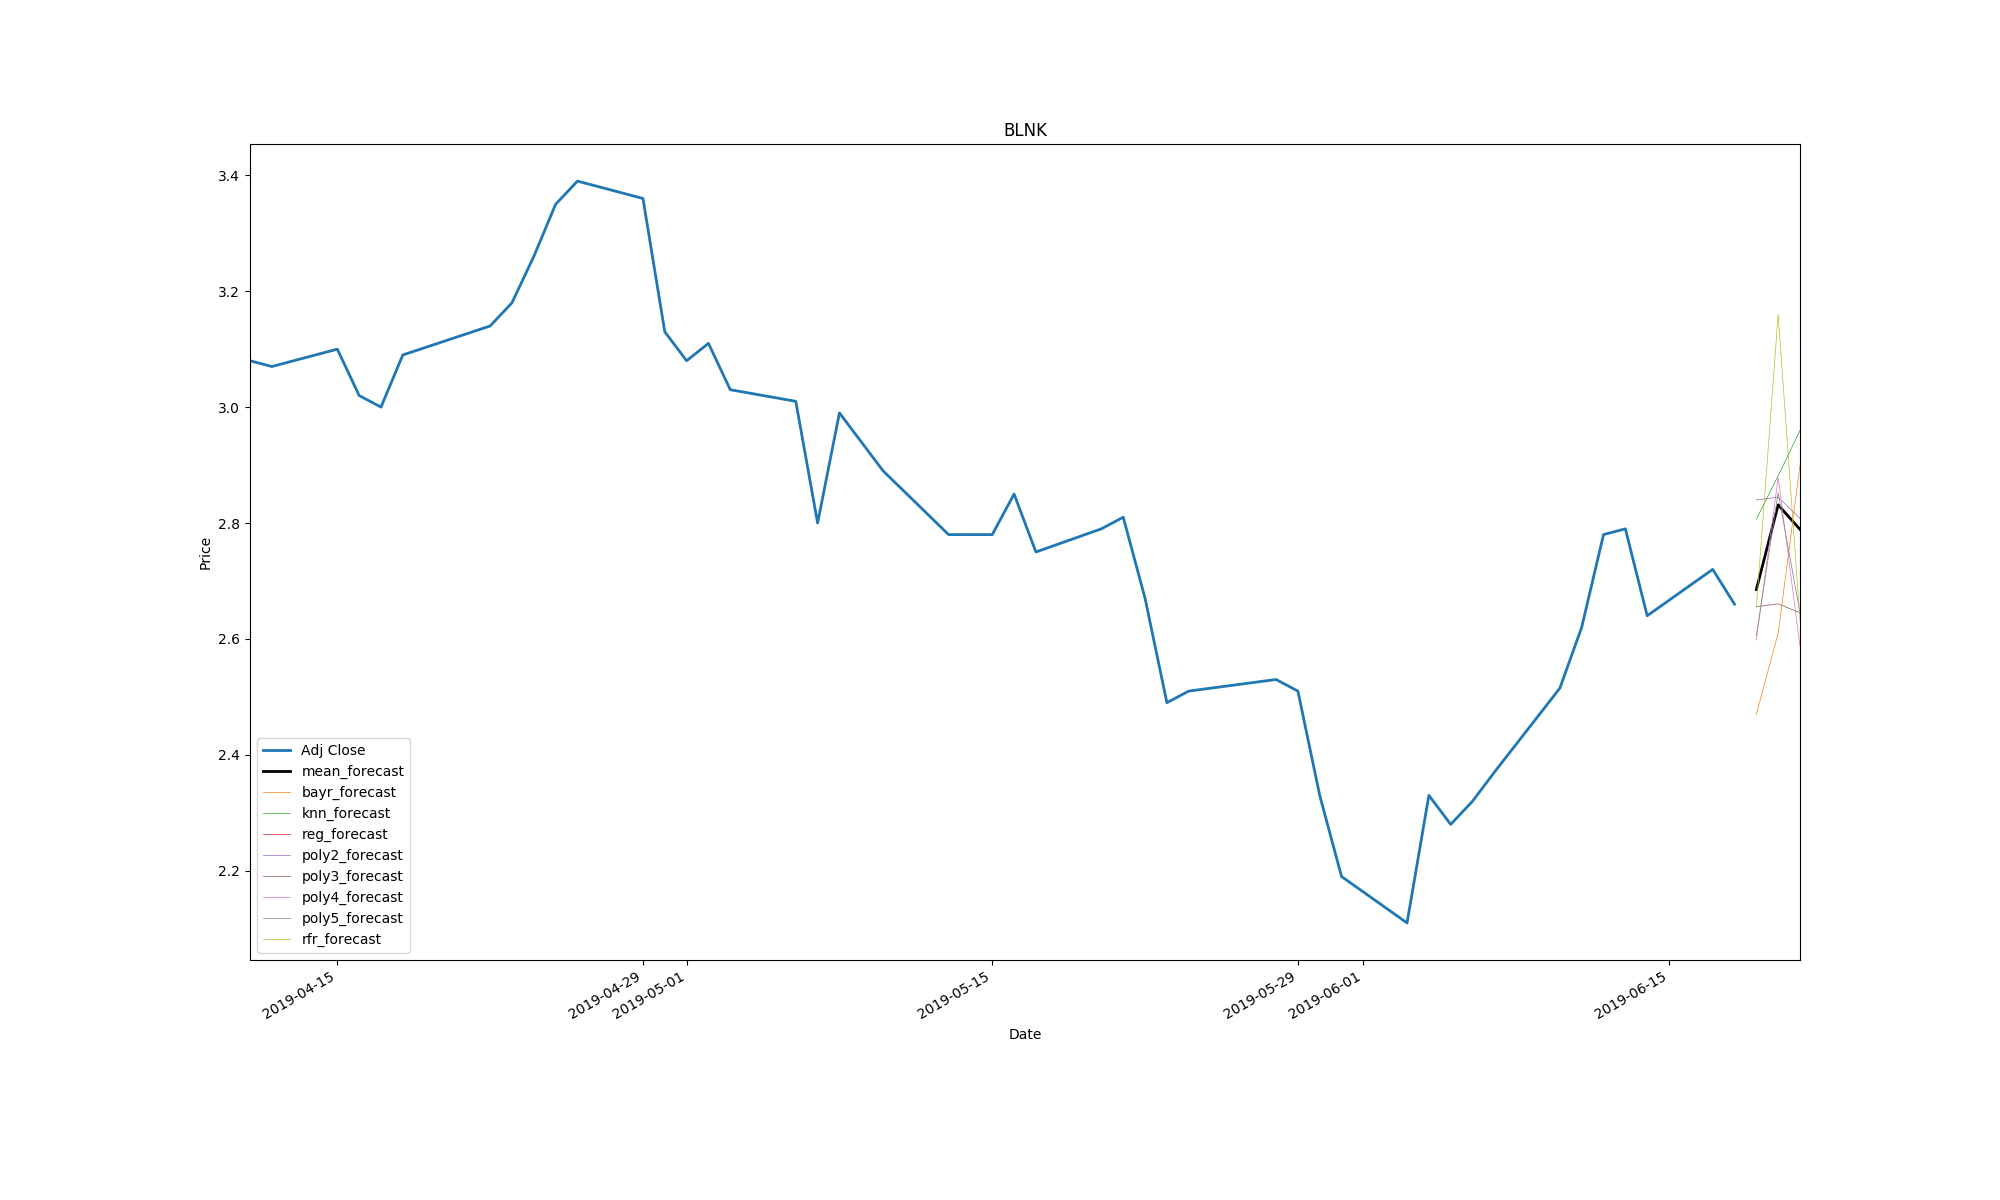 BLNK
3.4
3.2
3.0
2.8
2.6
2.4
2.2
Price
Adj Close
mean_forecast
bayr_forecast
knn_forecast
reg_forecast
poly2_forecast
poly3_forecast
poly4_forecast
poly5_forecast
rfr_forecast
2019-04-15
2019-04-29
2019-05-01
2019-05-15
2019-05-29
2019-06-01
2019-06-15
Date